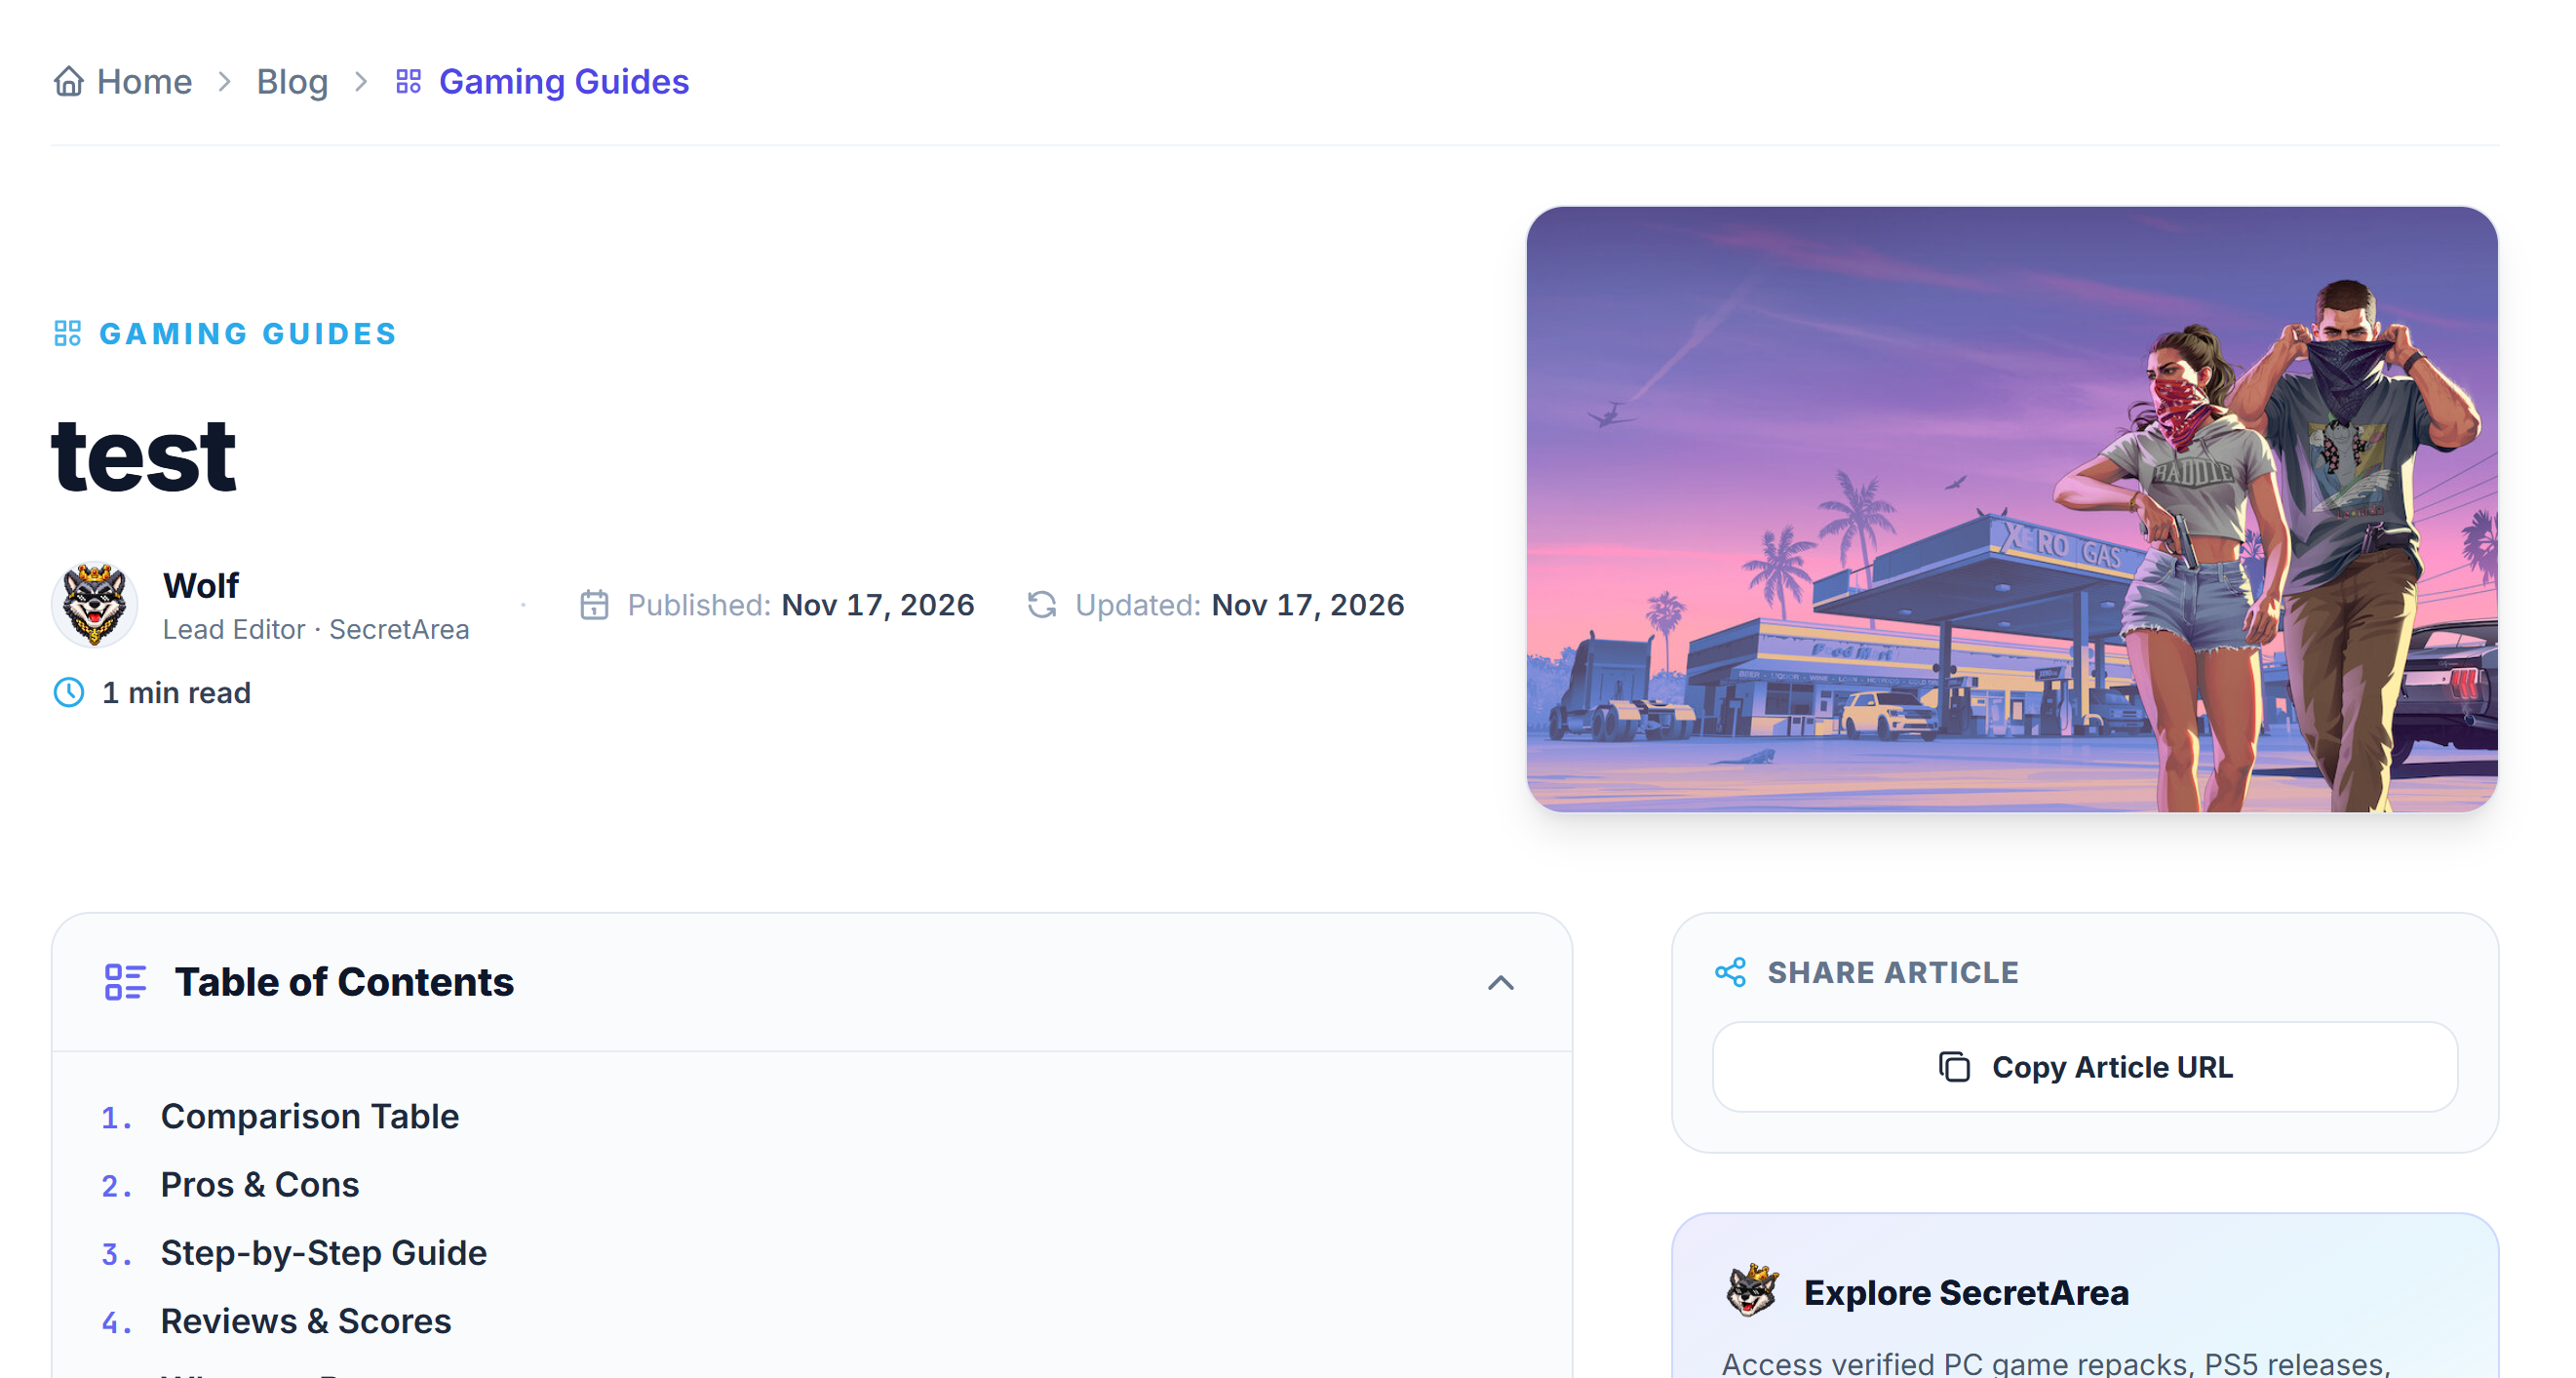 Home > Blog > Gaming Guides
GAMING GUIDES
test
Wolf
Lead Editor · SecretArea
Published: Nov 17, 2026
Updated: Nov 17, 2026
1 min read
XERO GAS
Table of Contents
1. Comparison Table
2. Pros & Cons
3. Step-by-Step Guide
4. Reviews & Scores
SHARE ARTICLE
Copy Article URL
Explore SecretArea
Access verified PC game repacks, PS5 releases,